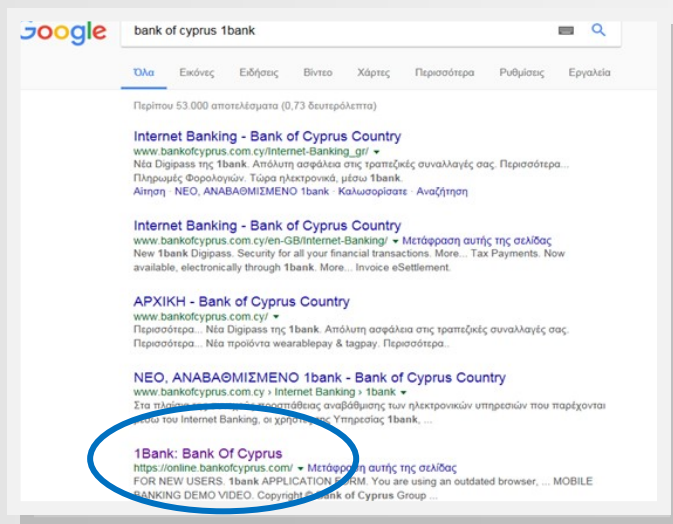 Google
bank of cyprus 1bank
Όλα Εικόνες Ειδήσεις Βίντεο Χάρτες Περισσότερα Ρυθμίσεις Εργαλεία
Περίπου 53.000 αποτελέσματα (0,73 δευτερόλεπτα)
Internet Banking - Bank of Cyprus Country
www.bankofcyprus.com.cy/Internet-Banking_gr/
Νέα Digipass της 1bank. Απόλυτη ασφάλεια στις τραπεζικές συναλλαγές σας. Περισσότερα...
Πληρωμές Φορολογιών. Τώρα ηλεκτρονικά, μέσω 1bank.
Αίτηση · ΝΕΟ, ΑΝΑΒΑΘΜΙΣΜΕΝΟ 1bank · Καλωσορίσατε · Αναζήτηση
Internet Banking - Bank of Cyprus Country
www.bankofcyprus.com.cy/en-GB/Internet-Banking/ Μετάφραση αυτής της σελίδας
New 1bank Digipass. Security for all your financial transactions. More... Tax Payments. Now
available, electronically through 1bank. More... Invoice eSettlement.
ΑΡΧΙΚΗ - Bank of Cyprus Country
www.bankofcyprus.com.cy/
Περισσότερα... Νέα Digipass της 1bank. Απόλυτη ασφάλεια στις τραπεζικές συναλλαγές σας.
Περισσότερα... Νέα προϊόντα wearablepay & tagpay. Περισσότερα..
ΝΕΟ, ΑΝΑΒΑΘΜΙΣΜΕΝΟ 1bank - Bank of Cyprus Country
www.bankofcyprus.com.cy › Internet Banking › 1bank
Στα πλαίσια της συνεχούς προσπάθειας αναβάθμισης των ηλεκτρονικών υπηρεσιών που παρέχονται
μέσω του Internet Banking, οι χρήστες της Υπηρεσίας 1bank, ...
1Bank: Bank Of Cyprus
https://online.bankofcyprus.com/ Μετάφραση αυτής της σελίδας
FOR NEW USERS. 1bank APPLICATION FORM. You are using an outdated browser, ... MOBILE
BANKING DEMO VIDEO. Copyright © Bank of Cyprus Group ...